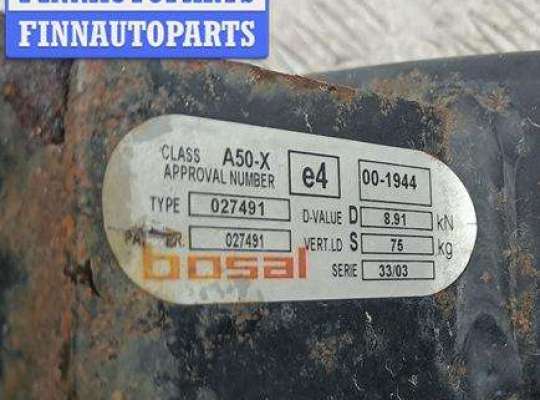 FINNAUTOPARTS
FINNAUTOPARTS
CLASS A50-X
APPROVAL NUMBER e4 00-1944
TYPE 027491 D-VALUE D 8.91 kN
027491 VERT.LD S 75 kg
bosal SERIE 33/03